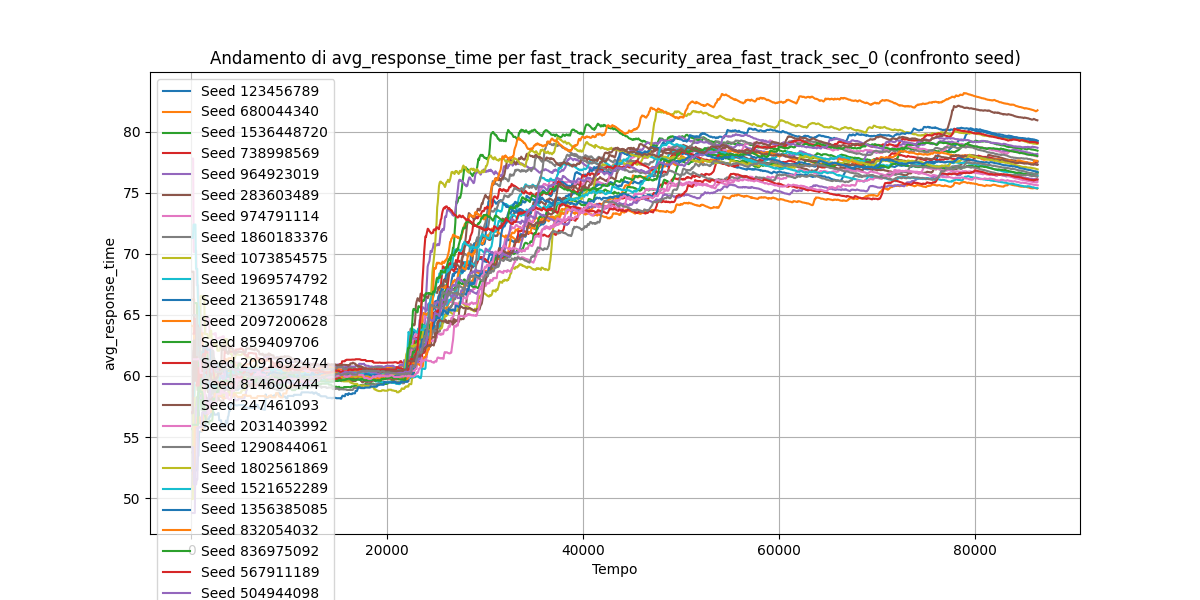 Andamento di avg_response_time per fast_track_security_area_fast_track_sec_0 (confronto seed)
avg_response_time
80
75
70
65
60
55
50
Seed 123456789
Seed 680044340
Seed 1536448720
Seed 738998569
Seed 964923019
Seed 283603489
Seed 974791114
Seed 1860183376
Seed 1073854575
Seed 1969574792
Seed 2136591748
Seed 2097200628
Seed 859409706
Seed 2091692474
Seed 814600444
Seed 247461093
Seed 2031403992
Seed 1290844061
Seed 1802561869
Seed 1521652289
Seed 1356385085
Seed 832054032
Seed 836975092
Seed 567911189
Seed 504944098
0
20000
40000
60000
80000
Tempo